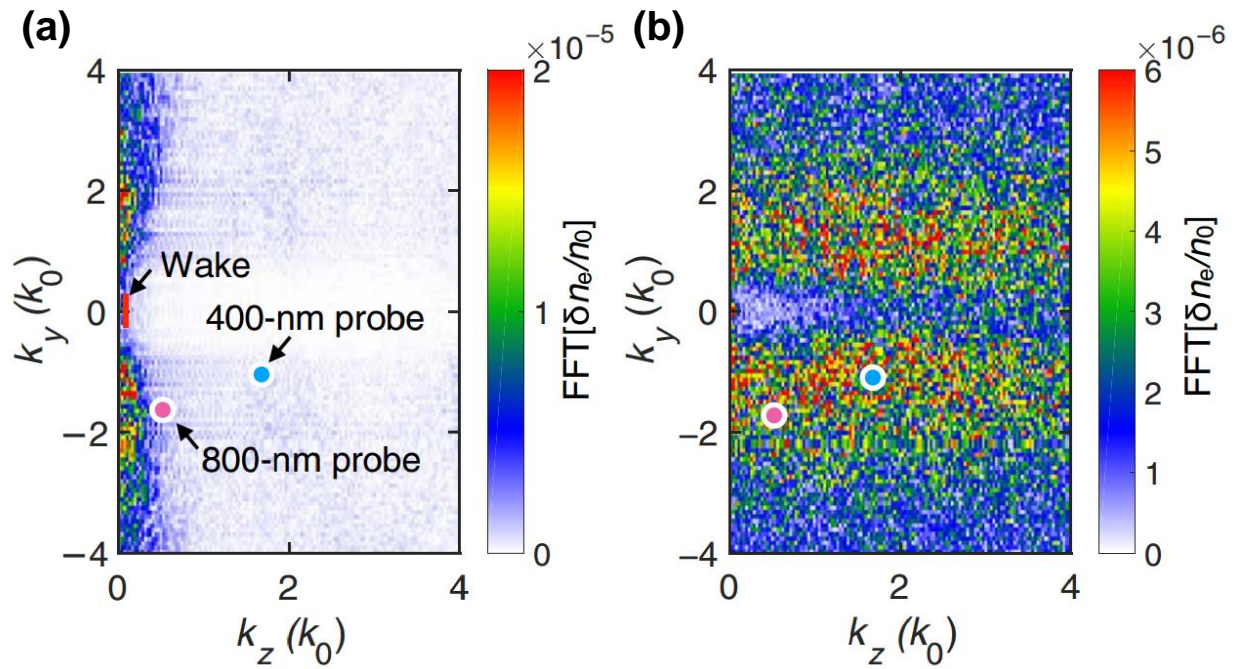 (a)
×10⁻⁵
4
2
0
−2
−4
k_y (k_0)
Wake
400-nm probe
800-nm probe
0
2
4
k_z (k_0)
2
1
0
FFT[δn_e/n_0]
(b)
×10⁻⁶
4
2
0
−2
−4
k_y (k_0)
0
2
4
k_z (k_0)
6
5
4
3
2
1
0
FFT[δn_e/n_0]